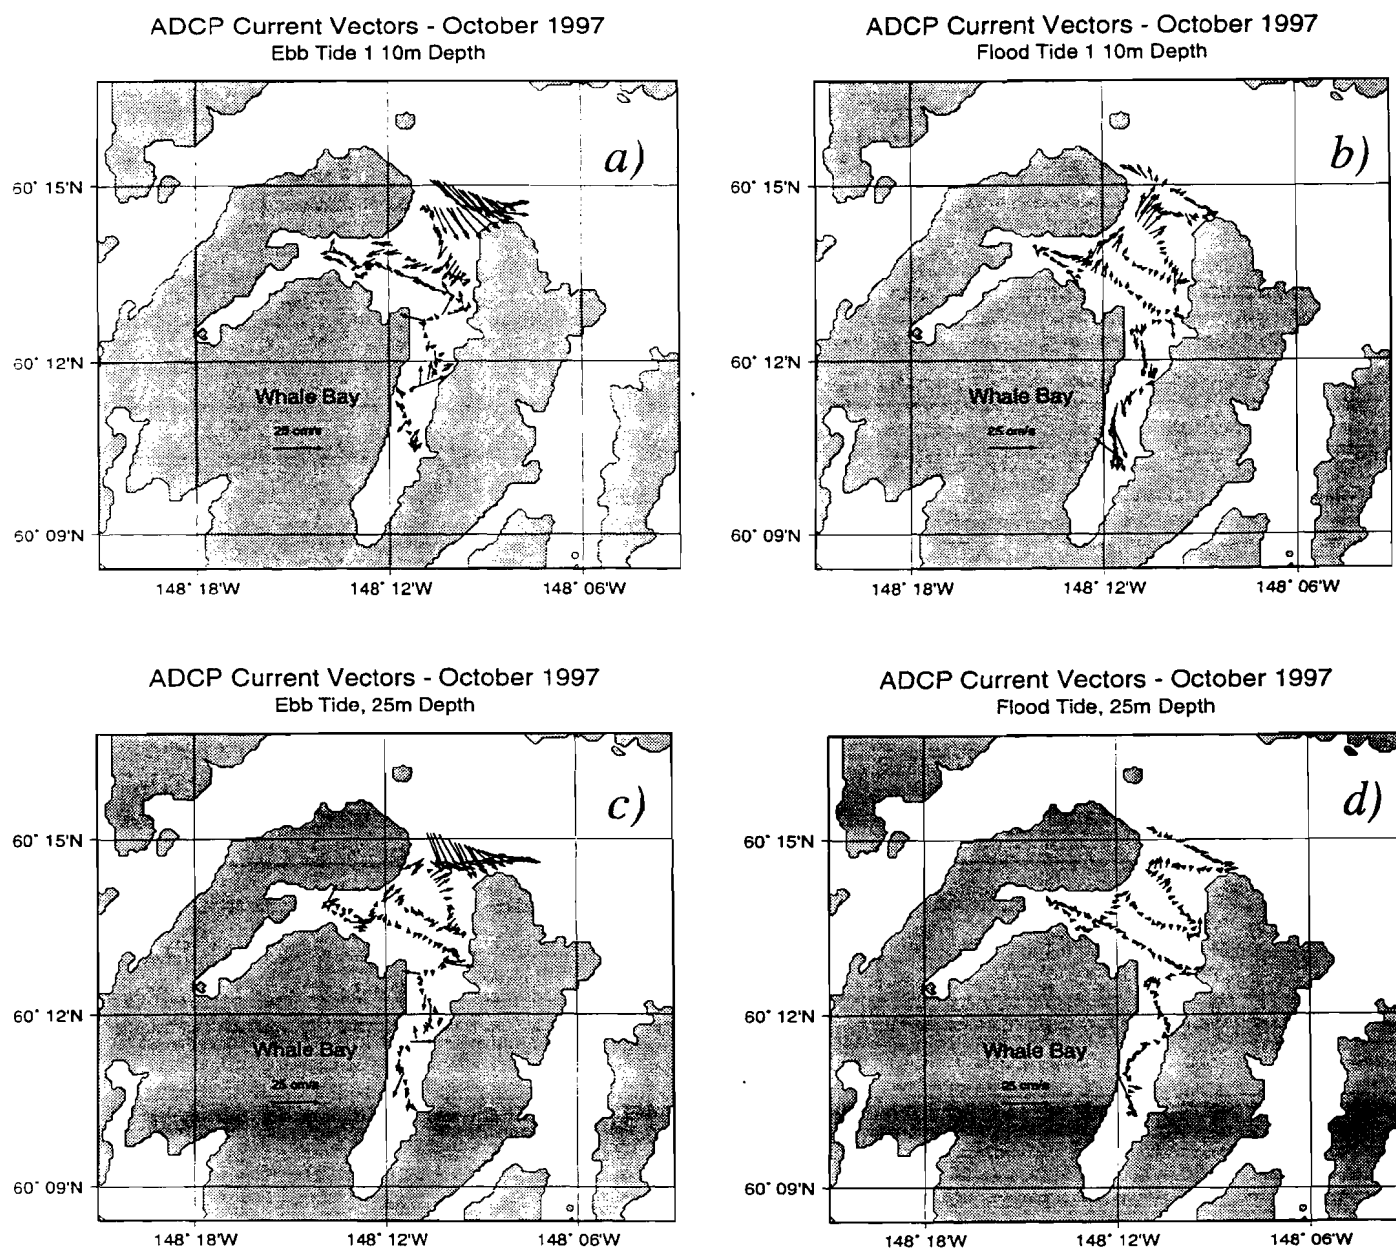 ADCP Current Vectors - October 1997
Ebb Tide 1 10m Depth
a)
60° 15'N
60° 12'N
Whale Bay
25 cm/s
60° 09'N
148° 18'W
148° 12'W
148° 06'W
ADCP Current Vectors - October 1997
Flood Tide 1 10m Depth
b)
60° 15'N
60° 12'N
Whale Bay
25 cm/s
60° 09'N
148° 18'W
148° 12'W
148° 06'W
ADCP Current Vectors - October 1997
Ebb Tide, 25m Depth
c)
60° 15'N
60° 12'N
Whale Bay
25 cm/s
60° 09'N
148° 18'W
148° 12'W
148° 06'W
ADCP Current Vectors - October 1997
Flood Tide, 25m Depth
d)
60° 15'N
60° 12'N
Whale Bay
25 cm/s
60° 09'N
148° 18'W
148° 12'W
148° 06'W